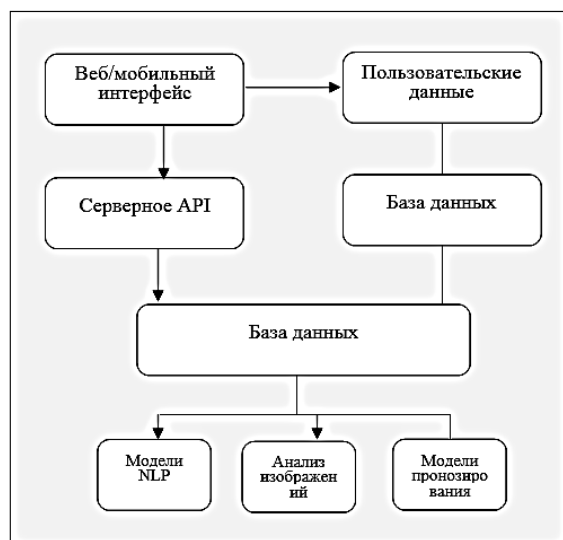 Веб/мобильный
интерфейс
Пользовательские
данные
Серверное API
База данных
База данных
Модели
NLP
Анализ
изображен
ий
Модели
пронозиро
вания